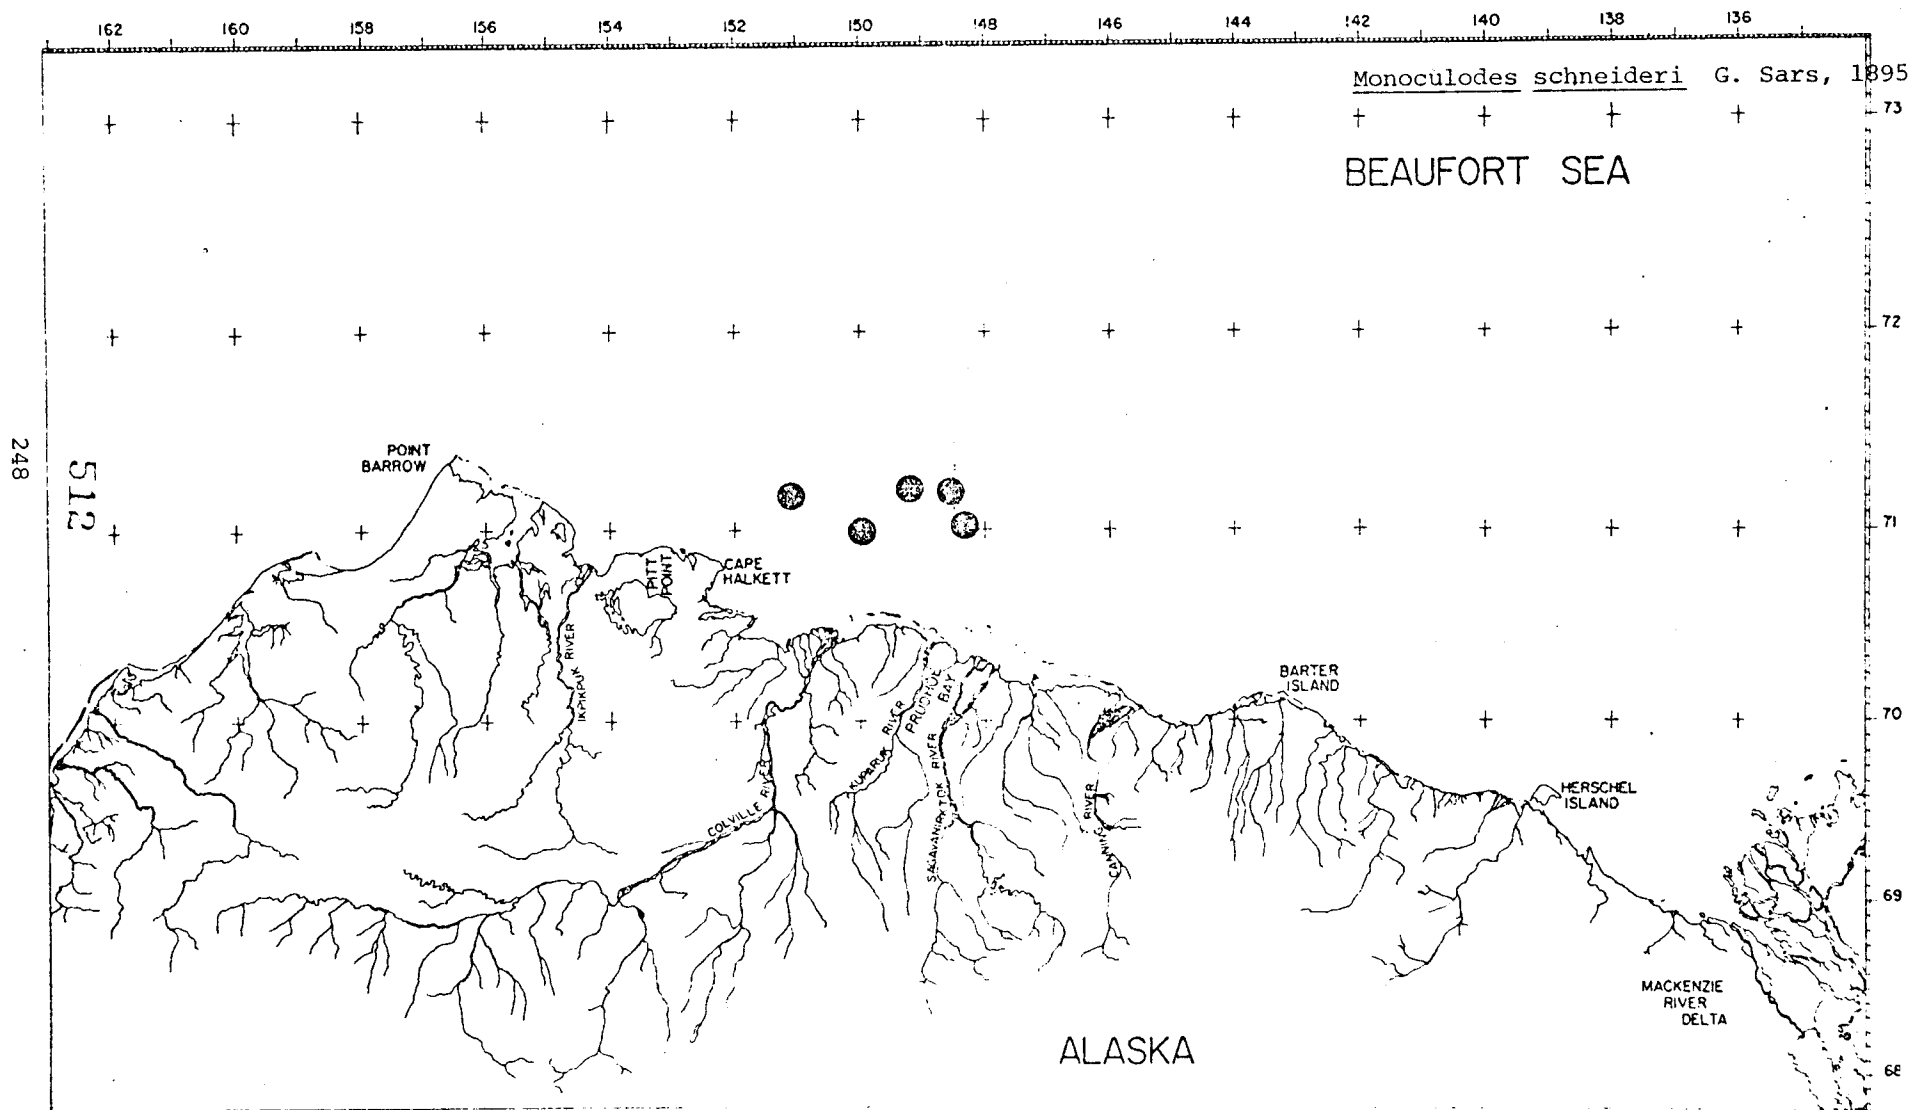 162 160 158 156 154 152 150 148 146 144 142 140 138 136
Monoculodes schneideri G. Sars, 1895
73
BEAUFORT SEA
72
POINT
BARROW
248
512
71
PITT
POINT
CAPE
HALKETT
IKPIKPUK RIVER
BARTER
ISLAND
PRUDHOE
BAY
70
KUPARUK RIVER
COLVILLE RIVER
SAGAVANIRKTOK RIVER
CANNING RIVER
HERSCHEL
ISLAND
69
MACKENZIE
RIVER
DELTA
ALASKA
68